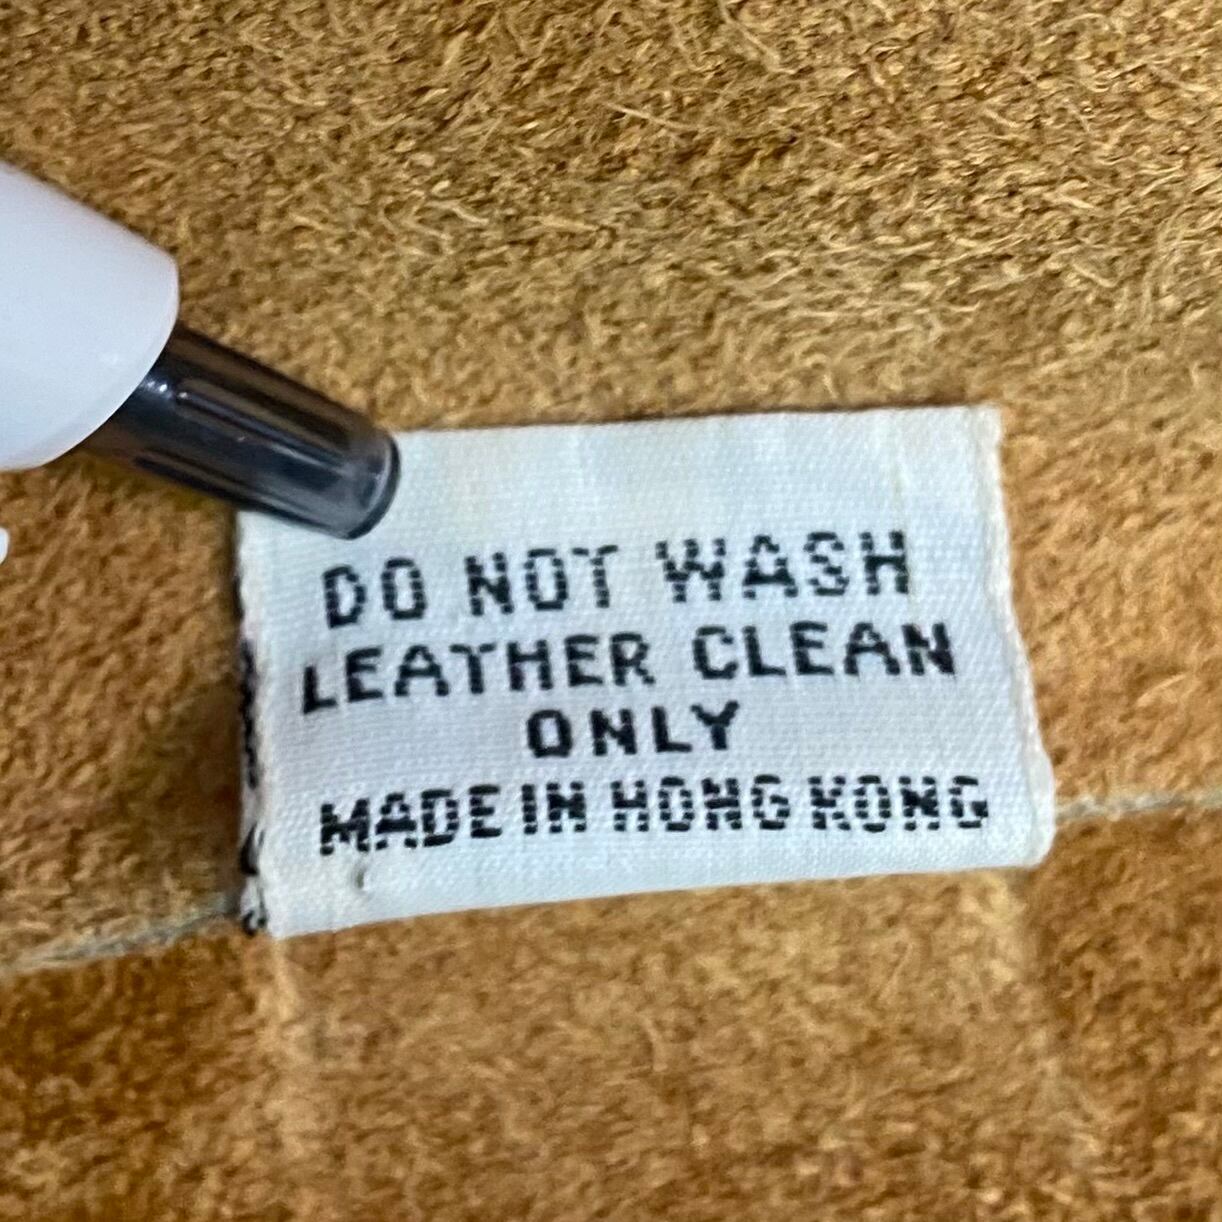 DO NOT WASH
LEATHER CLEAN
ONLY
MADE IN HONG KONG